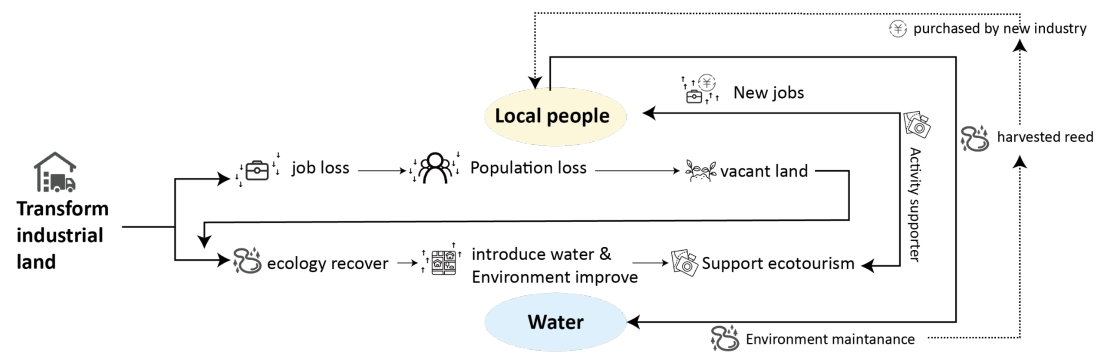 purchased by new industry
New jobs
Local people
harvested reed
job loss
Population loss
vacant land
Activity supporter
Transform
industrial
land
ecology recover
introduce water &
Environment improve
Support ecotourism
Water
Environment maintanance